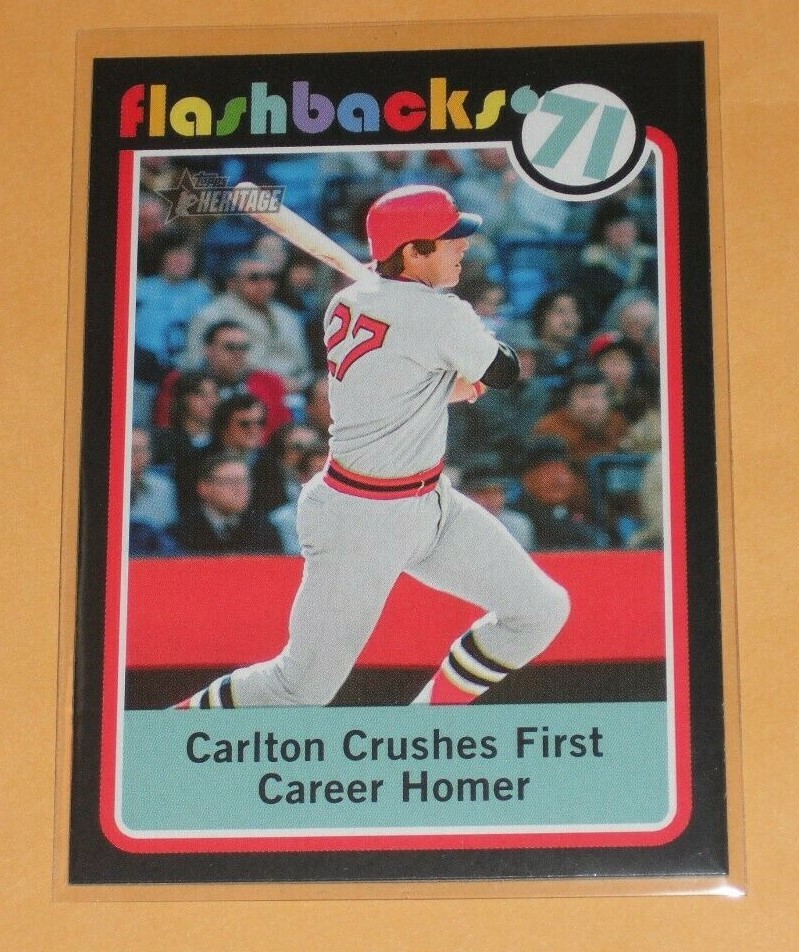 flashbacks '71
TOPPS
HERITAGE
27
Carlton Crushes First
Career Homer